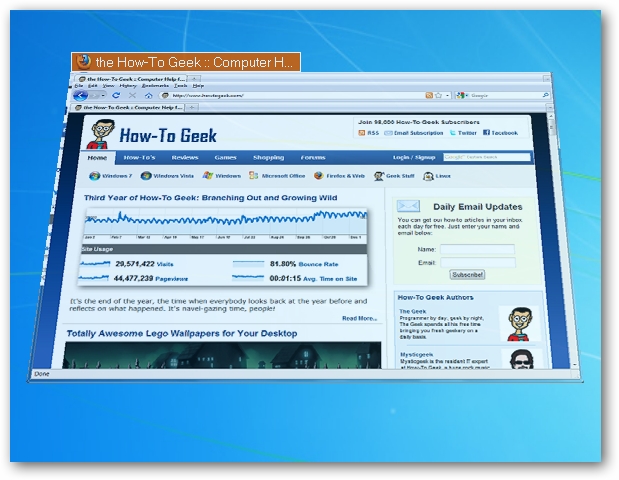 the How-To Geek :: Computer H...
the How-To Geek :: Computer Help f...
File Edit View History Bookmarks Tools Help
http://www.howtogeek.com/
Google
the How-To Geek :: Computer Help f...
How-To Geek
Join 98,000 How-To Geek Subscribers
RSS Email Subscription Twitter Facebook
Home How-To's Reviews Games Shopping Forums Login / Signup
Windows 7 Windows Vista Windows Microsoft Office Firefox & Web Geek Stuff Linux
Third Year of How-To Geek: Branching Out and Growing Wild
Site Usage
29,571,422 Visits
81.80% Bounce Rate
44,477,239 Pageviews
00:01:15 Avg. Time on Site
It's the end of the year, the time when everybody looks back at the year before and
reflects on what happened. It's navel-gazing time, people!
Read More...
Totally Awesome Lego Wallpapers for Your Desktop
Daily Email Updates
You can get our how-to articles in your inbox
each day for free. Just enter your name and
email below:
Name:
Email:
Subscribe!
How-To Geek Authors
The Geek
Programmer by day, geek by night,
The Geek spends all his free time
bringing you fresh geekery on a
daily basis.
Mysticgeek
Mysticgeek is the resident IT expert
at How-To Geek, a huge rock music
Done